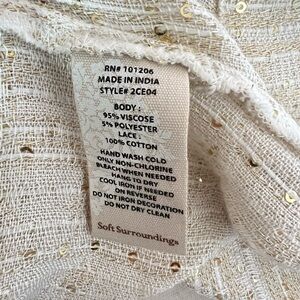 RN# 101206
MADE IN INDIA
STYLE# 2CE04
BODY :
95% VISCOSE
5% POLYESTER
LACE :
100% COTTON
HAND WASH COLD
ONLY NON-CHLORINE
BLEACH WHEN NEEDED
HANG TO DRY
COOL IRON IF NEEDED
ON REVERSE
DO NOT IRON DECORATION
DO NOT DRY CLEAN
Soft Surroundings